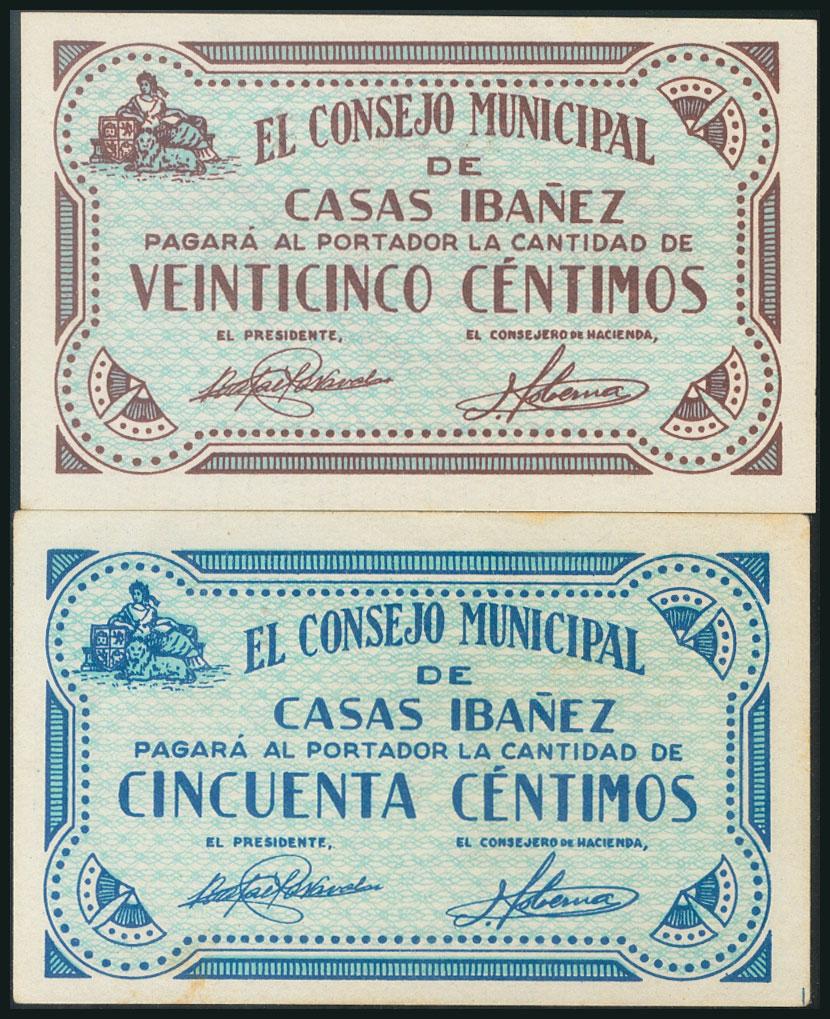 EL CONSEJO MUNICIPAL
DE
CASAS IBAÑEZ
PAGARÁ AL PORTADOR LA CANTIDAD DE
VEINTICINCO CÉNTIMOS
EL PRESIDENTE, EL CONSEJERO DE HACIENDA,
EL CONSEJO MUNICIPAL
DE
CASAS IBAÑEZ
PAGARÁ AL PORTADOR LA CANTIDAD DE
CINCUENTA CÉNTIMOS
EL PRESIDENTE, EL CONSEJERO DE HACIENDA,